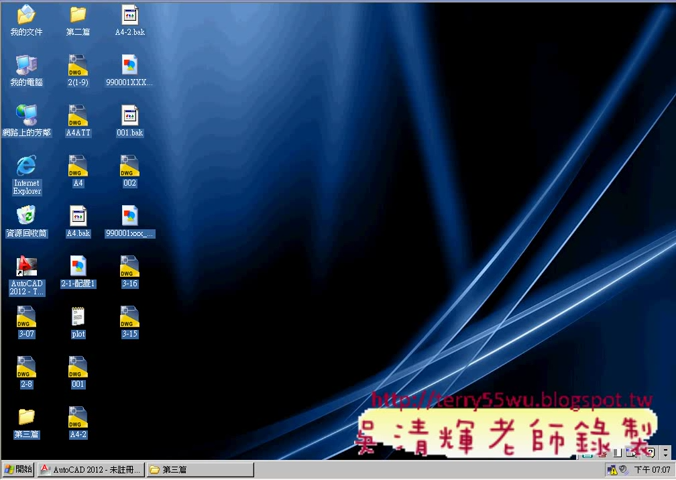 我的文件
第二篇
A4-2.bak
我的電腦
2(1-9)
990001XXX...
網路上的芳鄰
A4ATT
001.bak
Internet Explorer
A4
002
資源回收筒
A4.bak
990001xxx_...
AutoCAD 2012 - T...
2-1-配置1
3-16
3-07
plot
3-15
2-8
001
第三篇
A4-2
http://terry55wu.blogspot.tw
吳清輝老師錄製
開始
AutoCAD 2012 - 未註冊...
第三篇
下午 07:07